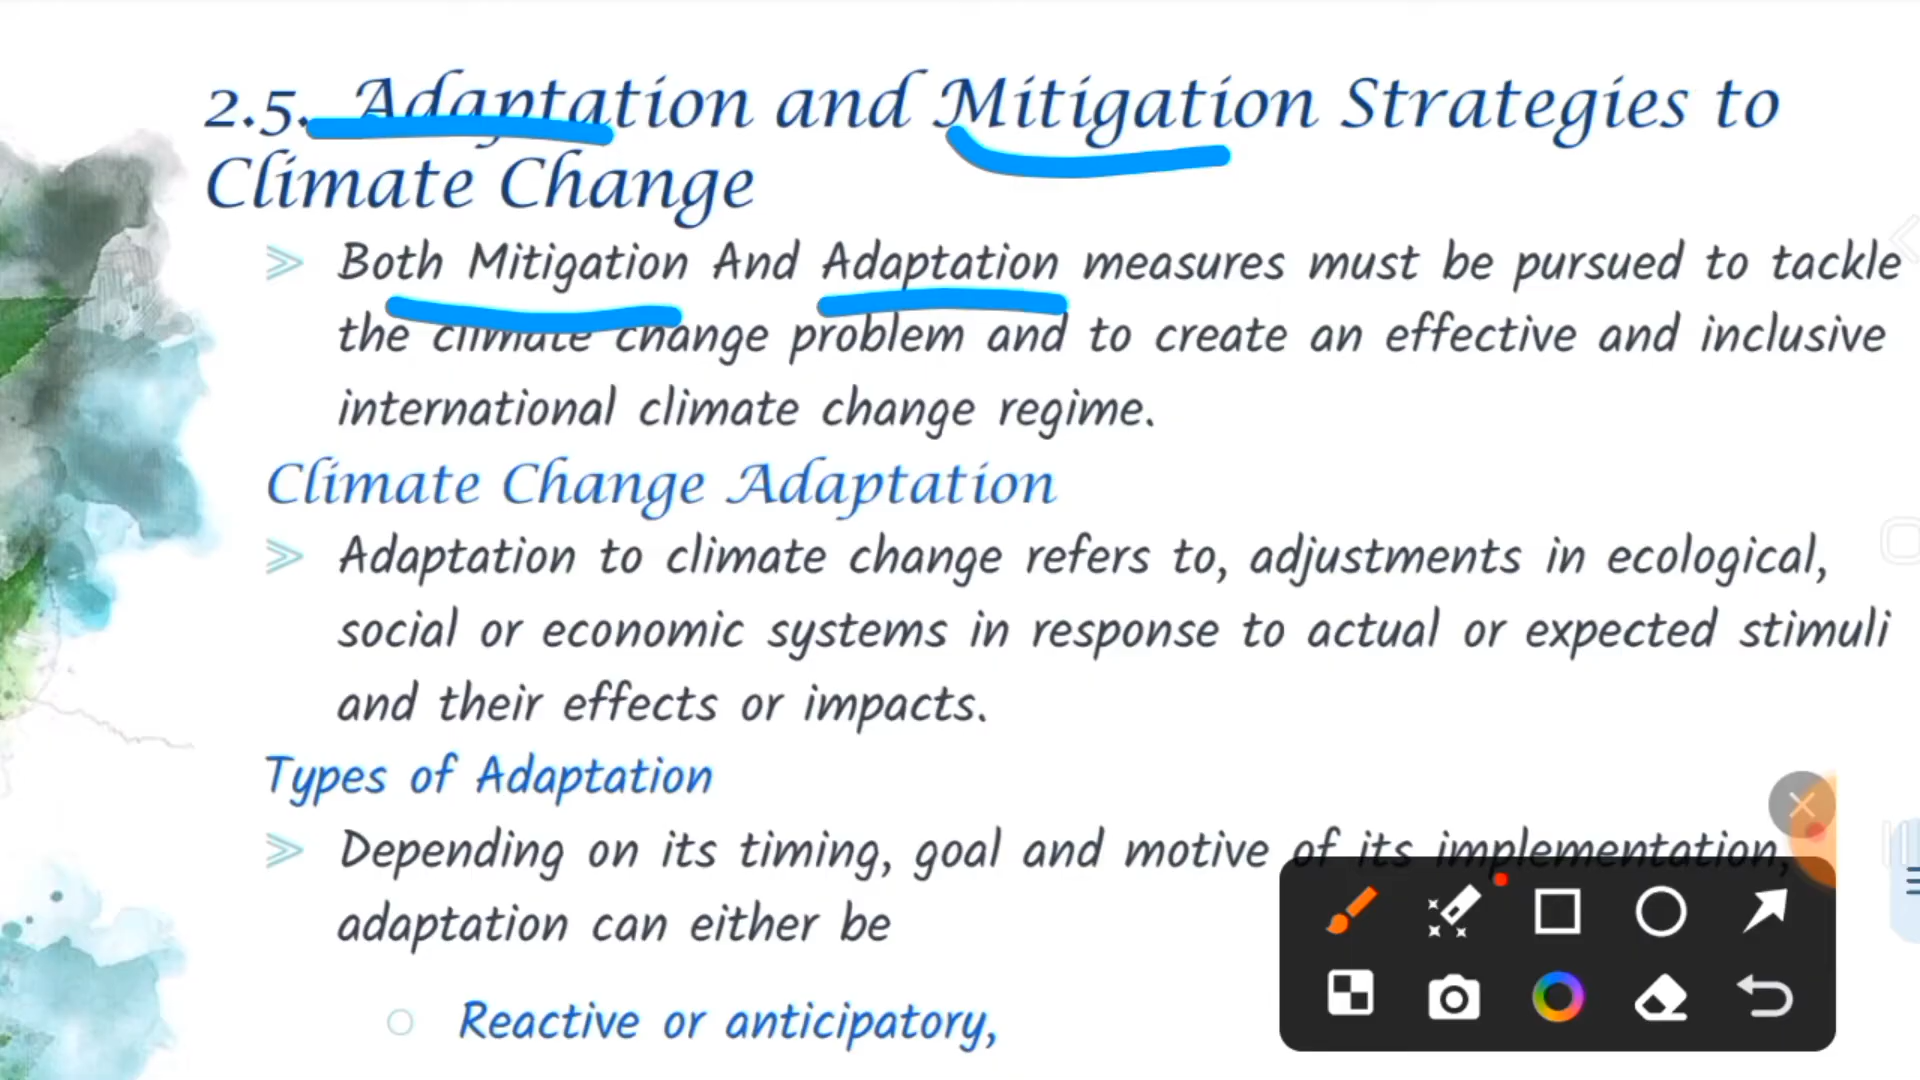 2.5. Adaptation and Mitigation Strategies to
Climate Change
Both Mitigation And Adaptation measures must be pursued to tackle
the climate change problem and to create an effective and inclusive
international climate change regime.
Climate Change Adaptation
Adaptation to climate change refers to, adjustments in ecological,
social or economic systems in response to actual or expected stimuli
and their effects or impacts.
Types of Adaptation
Depending on its timing, goal and motive of its implementation,
adaptation can either be
Reactive or anticipatory,